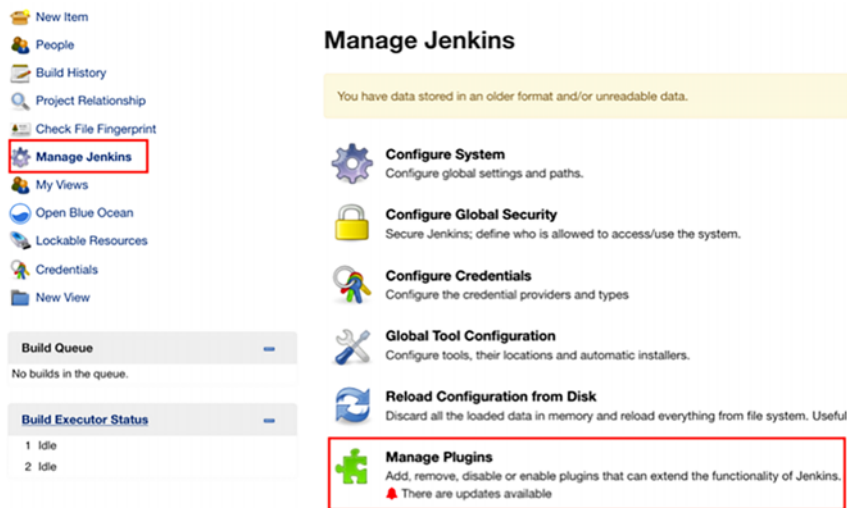 New Item
People
Build History
Project Relationship
Check File Fingerprint
Manage Jenkins
My Views
Open Blue Ocean
Lockable Resources
Credentials
New View
Build Queue
No builds in the queue.
Build Executor Status
1 Idle
2 Idle
Manage Jenkins
You have data stored in an older format and/or unreadable data.
Configure System
Configure global settings and paths.
Configure Global Security
Secure Jenkins; define who is allowed to access/use the system.
Configure Credentials
Configure the credential providers and types
Global Tool Configuration
Configure tools, their locations and automatic installers.
Reload Configuration from Disk
Discard all the loaded data in memory and reload everything from file system. Useful
Manage Plugins
Add, remove, disable or enable plugins that can extend the functionality of Jenkins.
There are updates available